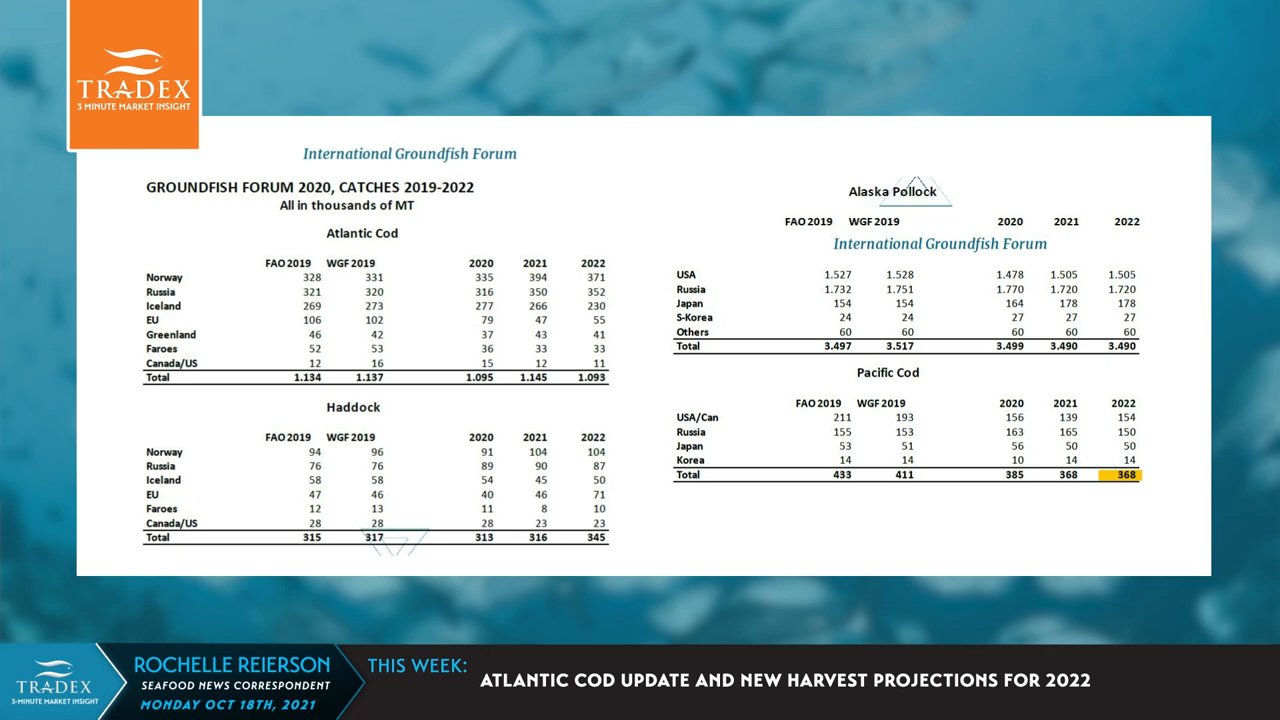 TRADEX
3 MINUTE MARKET INSIGHT
International Groundfish Forum
GROUNDFISH FORUM 2020, CATCHES 2019-2022
All in thousands of MT
Atlantic Cod
FAO 2019 WGF 2019 2020 2021 2022
Norway 328 331 335 394 371
Russia 321 320 316 350 352
Iceland 269 273 277 266 230
EU 106 102 79 47 55
Greenland 46 42 37 43 41
Faroes 52 53 36 33 33
Canada/US 12 16 15 12 11
Total 1.134 1.137 1.095 1.145 1.093
Haddock
FAO 2019 WGF 2019 2020 2021 2022
Norway 94 96 91 104 104
Russia 76 76 89 90 87
Iceland 58 58 54 45 50
EU 47 46 40 46 71
Faroes 12 13 11 8 10
Canada/US 28 28 28 23 23
Total 315 317 313 316 345
Alaska Pollock
FAO 2019 WGF 2019 2020 2021 2022
International Groundfish Forum
USA 1.527 1.528 1.478 1.505 1.505
Russia 1.732 1.751 1.770 1.720 1.720
Japan 154 154 164 178 178
S-Korea 24 24 27 27 27
Others 60 60 60 60 60
Total 3.497 3.517 3.499 3.490 3.490
Pacific Cod
FAO 2019 WGF 2019 2020 2021 2022
USA/Can 211 193 156 139 154
Russia 155 153 163 165 150
Japan 53 51 56 50 50
Korea 14 14 10 14 14
Total 433 411 385 368 368
TRADEX
3-MINUTE MARKET INSIGHT
ROCHELLE REIERSON
SEAFOOD NEWS CORRESPONDENT
MONDAY OCT 18TH, 2021
THIS WEEK:
ATLANTIC COD UPDATE AND NEW HARVEST PROJECTIONS FOR 2022